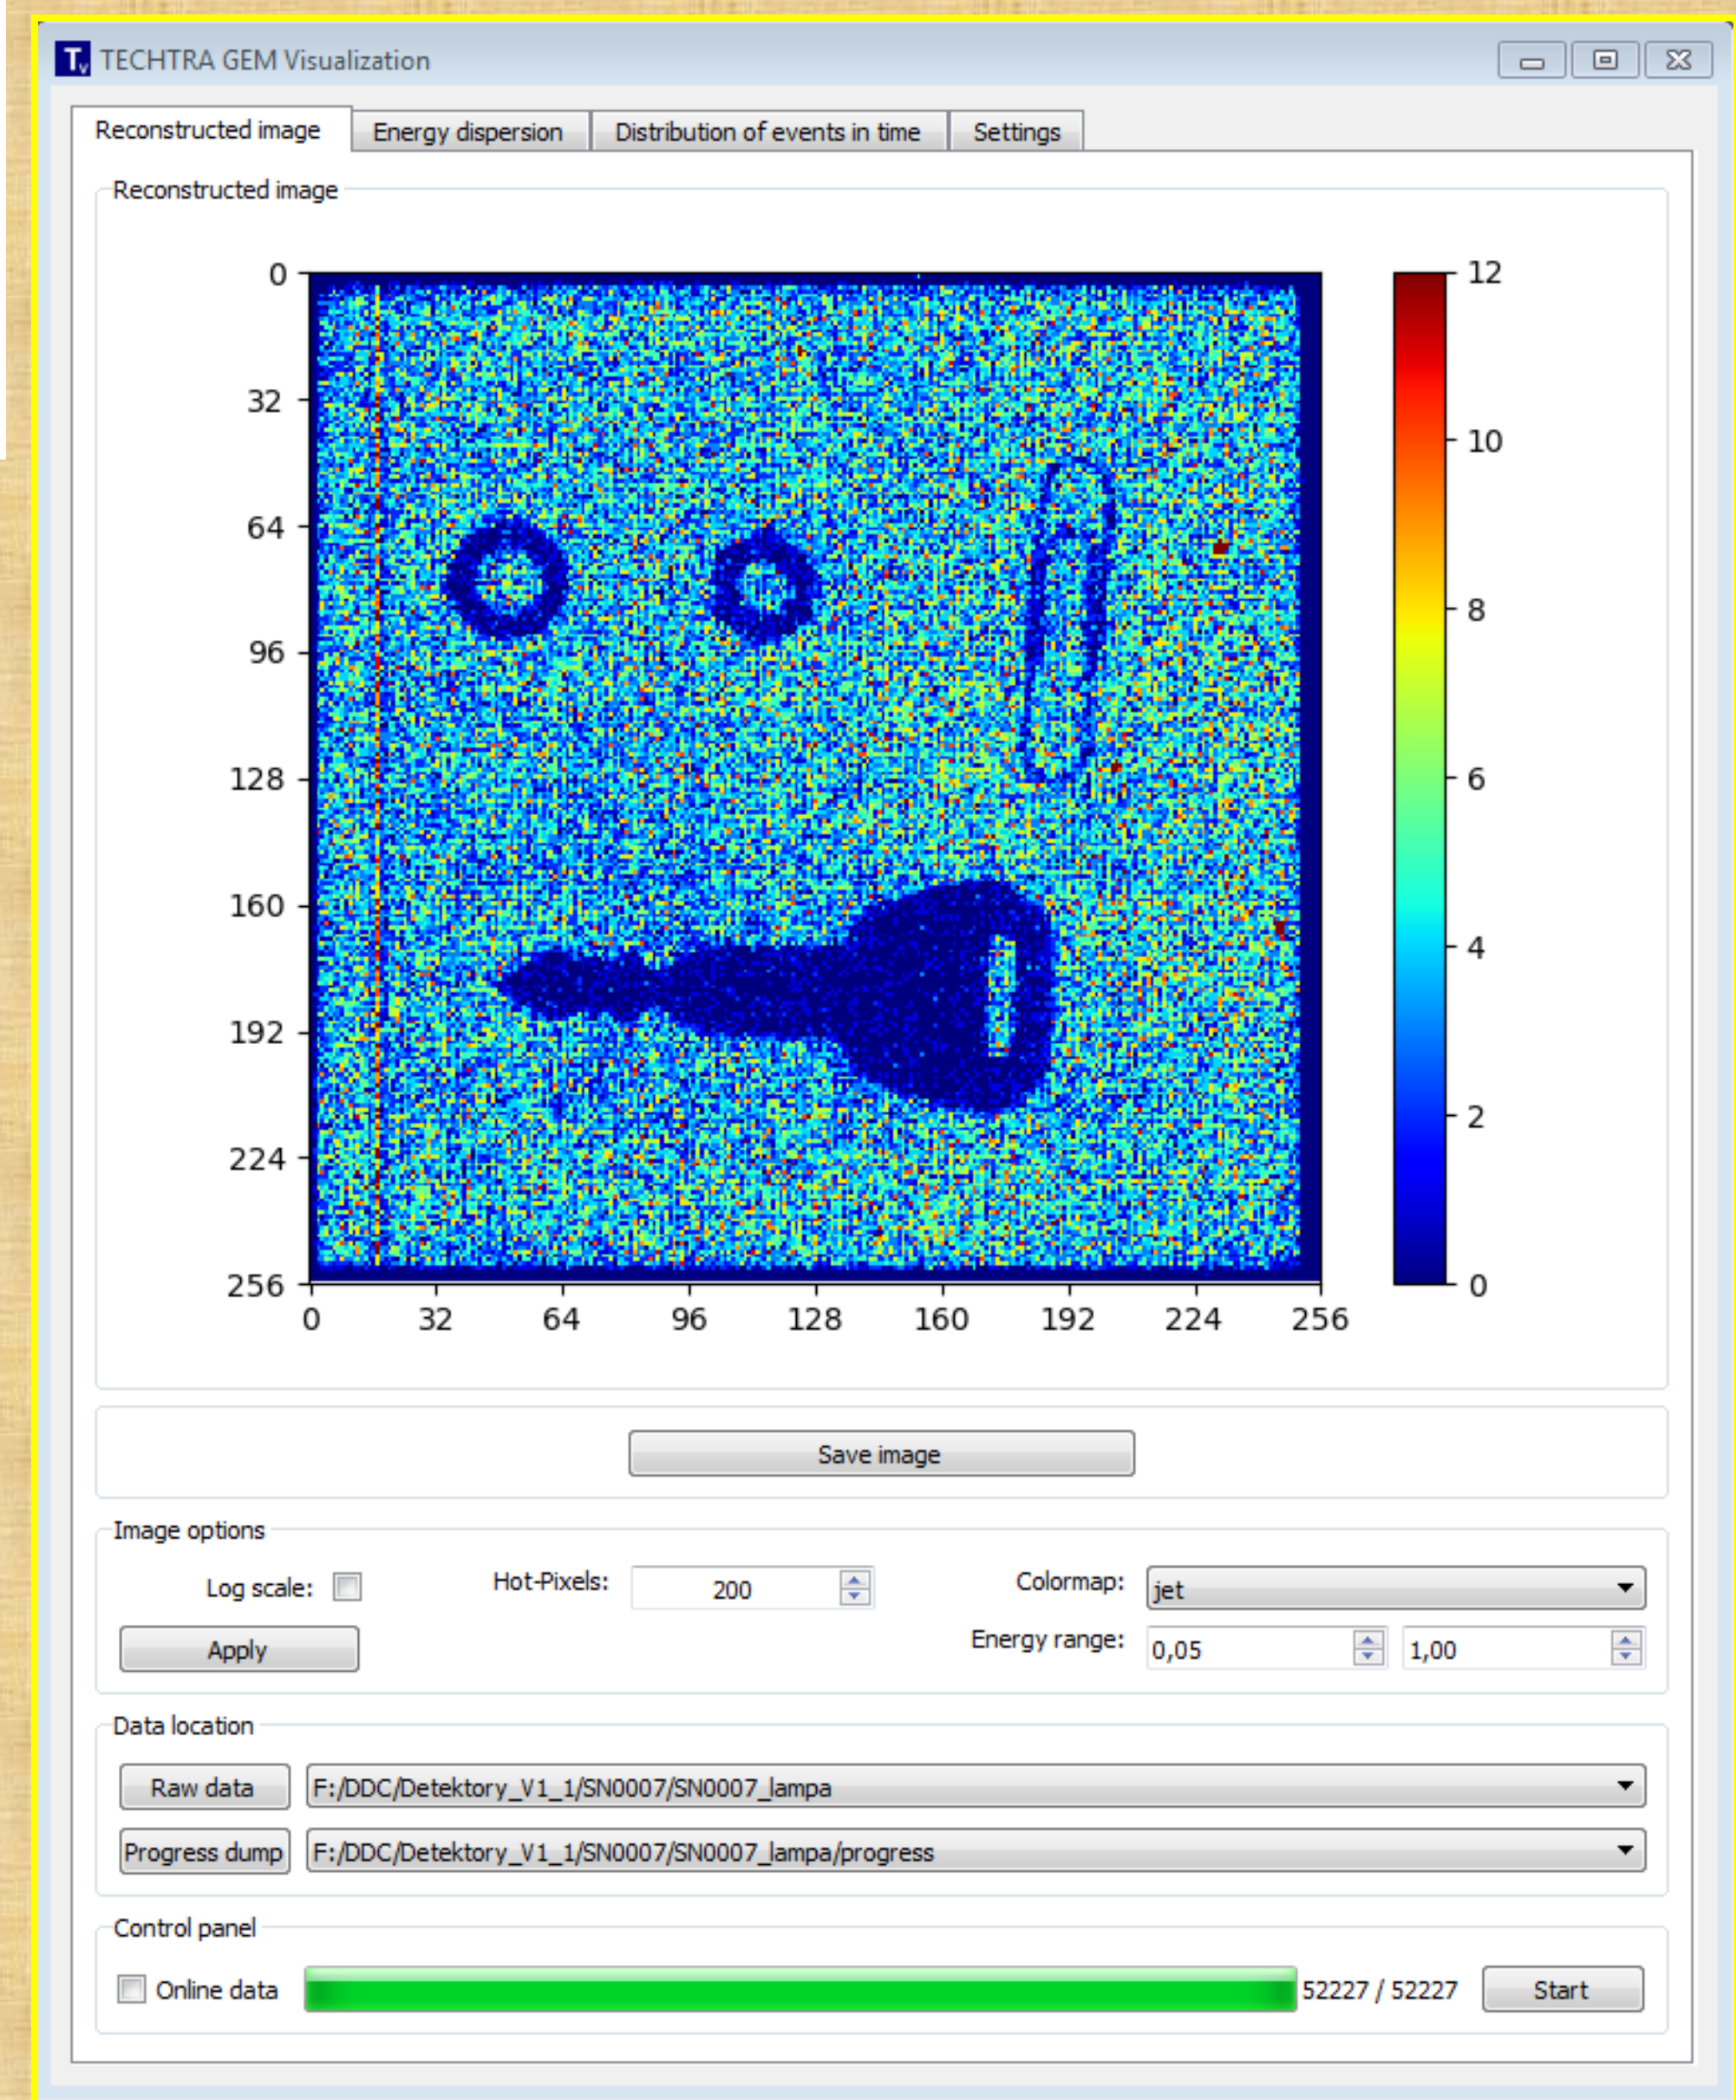 Tv TECHTRA GEM Visualization
Reconstructed image Energy dispersion Distribution of events in time Settings
Reconstructed image
0
32
64
96
128
160
192
224
256
0 32 64 96 128 160 192 224 256
12
10
8
6
4
2
0
Save image
Image options
Log scale: Hot-Pixels: 200 Colormap: jet
Apply Energy range: 0,05 1,00
Data location
Raw data F:/DDC/Detektory_V1_1/SN0007/SN0007_lampa
Progress dump F:/DDC/Detektory_V1_1/SN0007/SN0007_lampa/progress
Control panel
Online data 52227 / 52227 Start